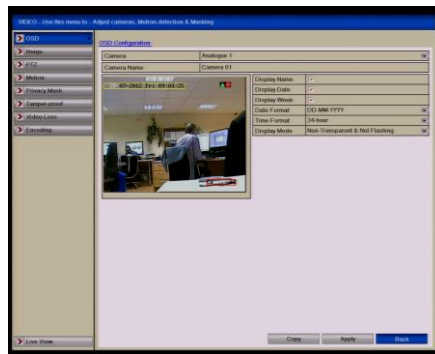 VIDEO - Use this menu to - Adjust cameras, Motion detection & Masking
OSD
Image
PTZ
Motion
Privacy Mask
Tamper-proof
Video Loss
Encoding
Live View
OSD Configuration
Camera Analogue 1
Camera Name Camera 01
Display Name
Display Date
Display Week
Date Format DD-MM-YYYY
Time Format 24-hour
Display Mode Non-Transparent & Not Flashing
Copy Apply Back